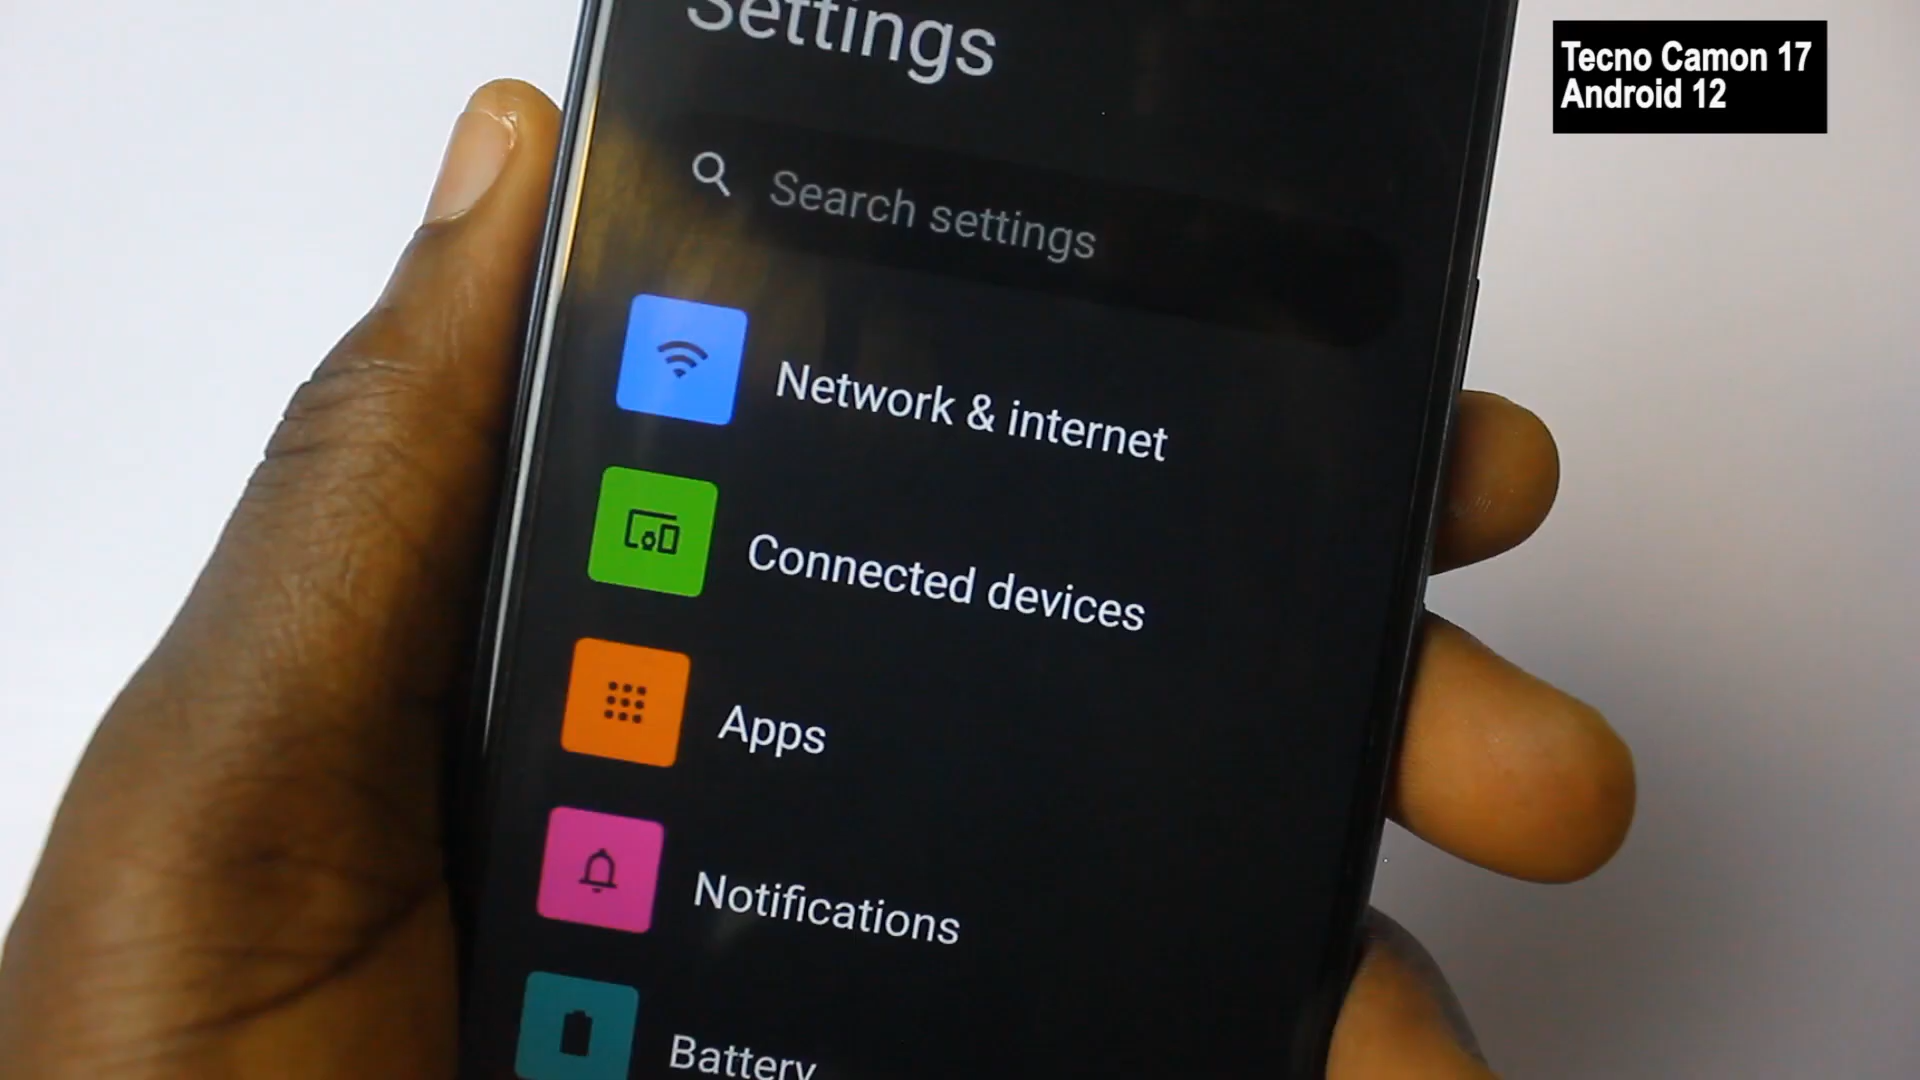 Settings
Tecno Camon 17
Android 12
Search settings
Network & internet
Connected devices
Apps
Notifications
Battery